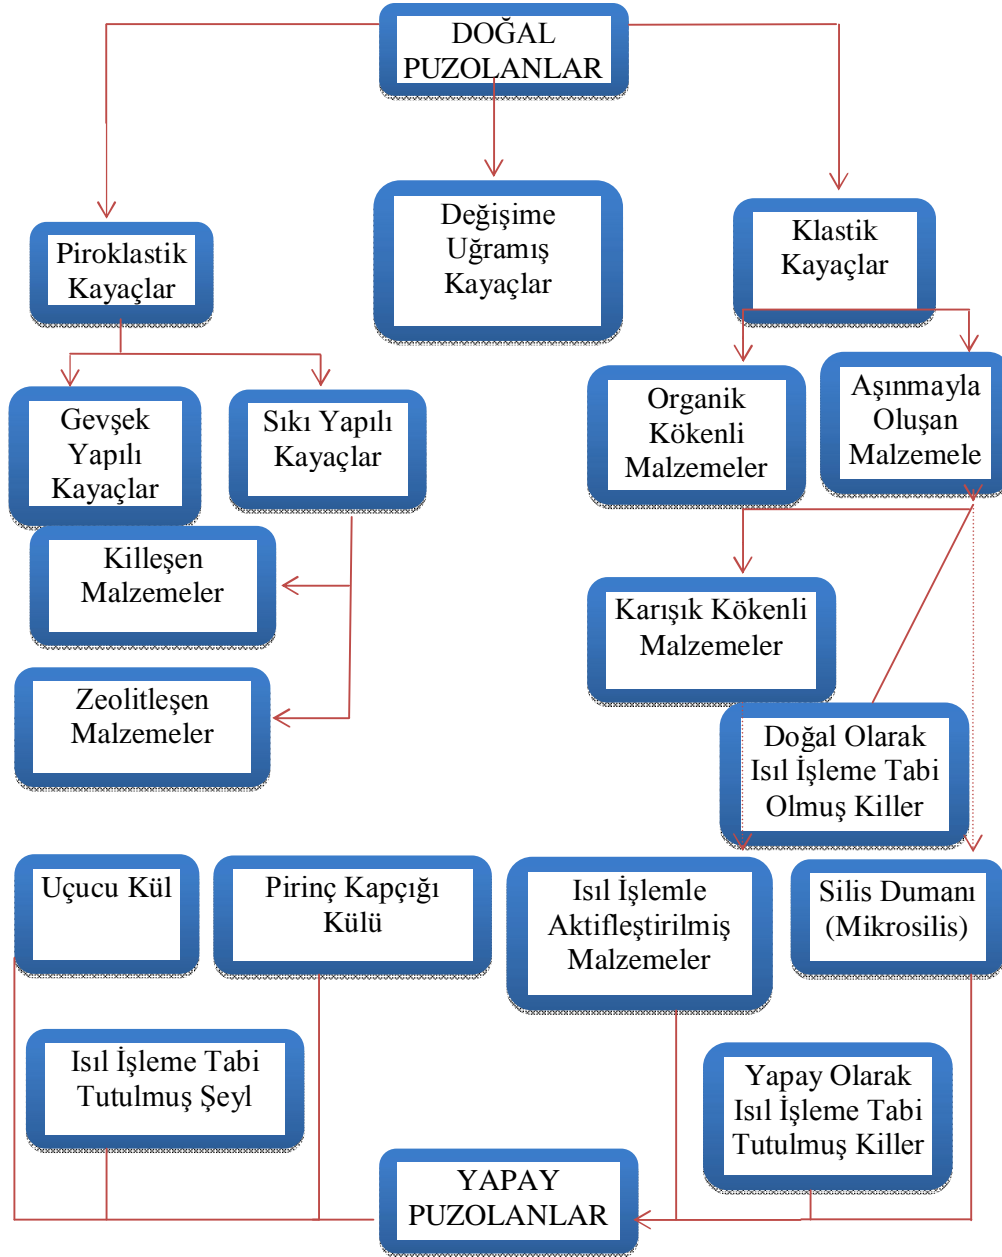 DOĞAL
PUZOLANLAR
Piroklastik
Kayaçlar
Değişime
Uğramış
Kayaçlar
Klastik
Kayaçlar
Gevşek
Yapılı
Kayaçlar
Sıkı Yapılı
Kayaçlar
Organik
Kökenli
Malzemeler
Aşınmayla
Oluşan
Malzemele
Killeşen
Malzemeler
Karışık Kökenli
Malzemeler
Zeolitleşen
Malzemeler
Doğal Olarak
Isıl İşleme Tabi
Olmuş Killer
Uçucu Kül
Pirinç Kapçığı
Külü
Isıl İşlemle
Aktifleştirilmiş
Malzemeler
Silis Dumanı
(Mikrosilis)
Isıl İşleme Tabi
Tutulmuş Şeyl
Yapay Olarak
Isıl İşleme Tabi
Tutulmuş Killer
YAPAY
PUZOLANLAR